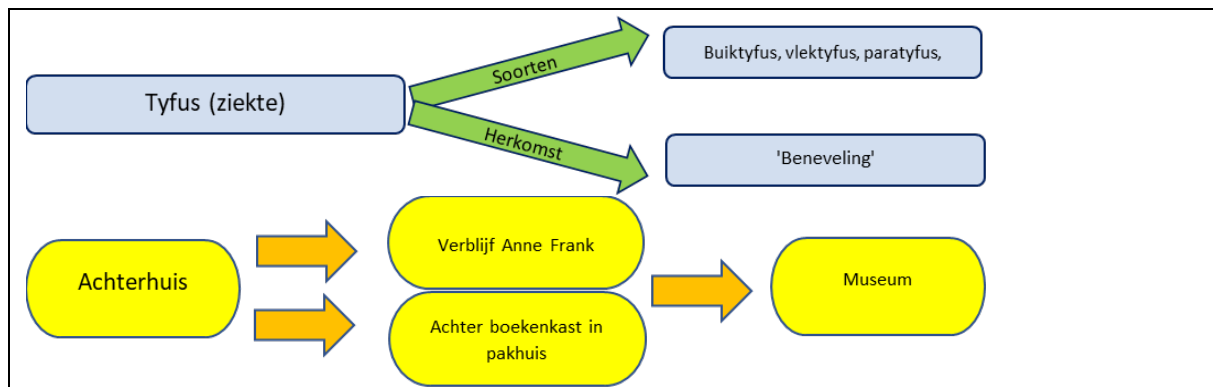 Tyfus (ziekte)
Soorten
Buiktyfus, vlektyfus, paratyfus,
Herkomst
'Beneveling'
Achterhuis
Verblijf Anne Frank
Achter boekenkast in
pakhuis
Museum